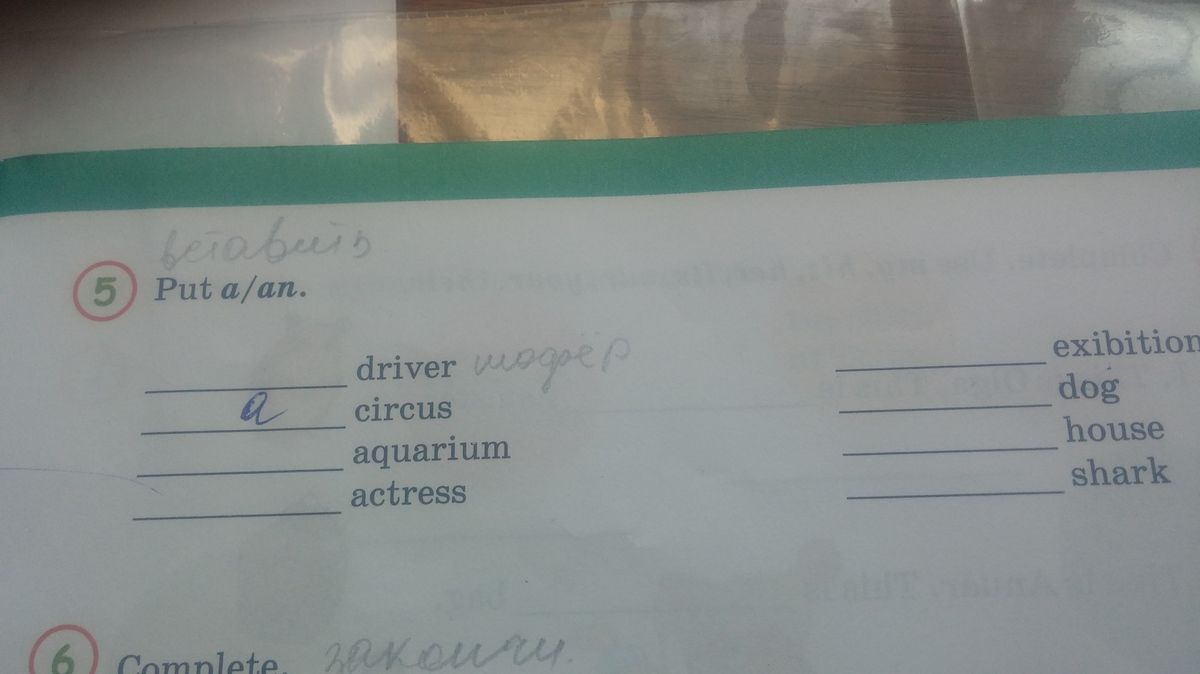 вставить
5 Put a/an.
driver шофёр
a circus
aquarium
actress
exibition
dog
house
shark
6 Complete. закончи.